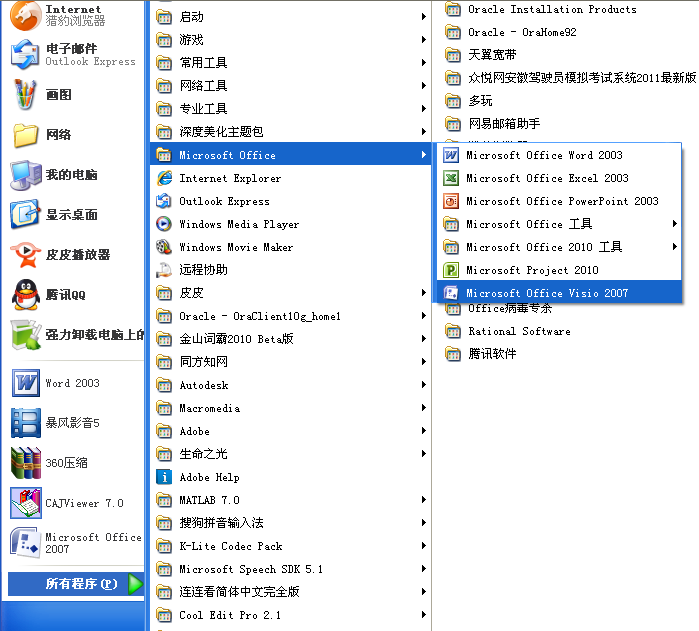 Internet
猎豹浏览器
电子邮件
Outlook Express
画图
网络
我的电脑
显示桌面
皮皮播放器
腾讯QQ
强力卸载电脑上的
Word 2003
暴风影音5
360压缩
CAJViewer 7.0
Microsoft Office
2007
所有程序(P)
启动
游戏
常用工具
网络工具
专业工具
深度美化主题包
Microsoft Office
Internet Explorer
Outlook Express
Windows Media Player
Windows Movie Maker
远程协助
皮皮
Oracle - OraClient10g_home1
金山词霸2010 Beta版
同方知网
Autodesk
Macromedia
Adobe
生命之光
Adobe Help
MATLAB 7.0
搜狗拼音输入法
K-Lite Codec Pack
Microsoft Speech SDK 5.1
连连看简体中文完全版
Cool Edit Pro 2.1
Oracle Installation Products
Oracle - OraHome92
天翼宽带
众悦网安徽驾驶员模拟考试系统2011最新版
多玩
网易邮箱助手
Microsoft Office Word 2003
Microsoft Office Excel 2003
Microsoft Office PowerPoint 2003
Microsoft Office 工具
Microsoft Office 2010 工具
Microsoft Project 2010
Microsoft Office Visio 2007
Office病毒专杀
Rational Software
腾讯软件